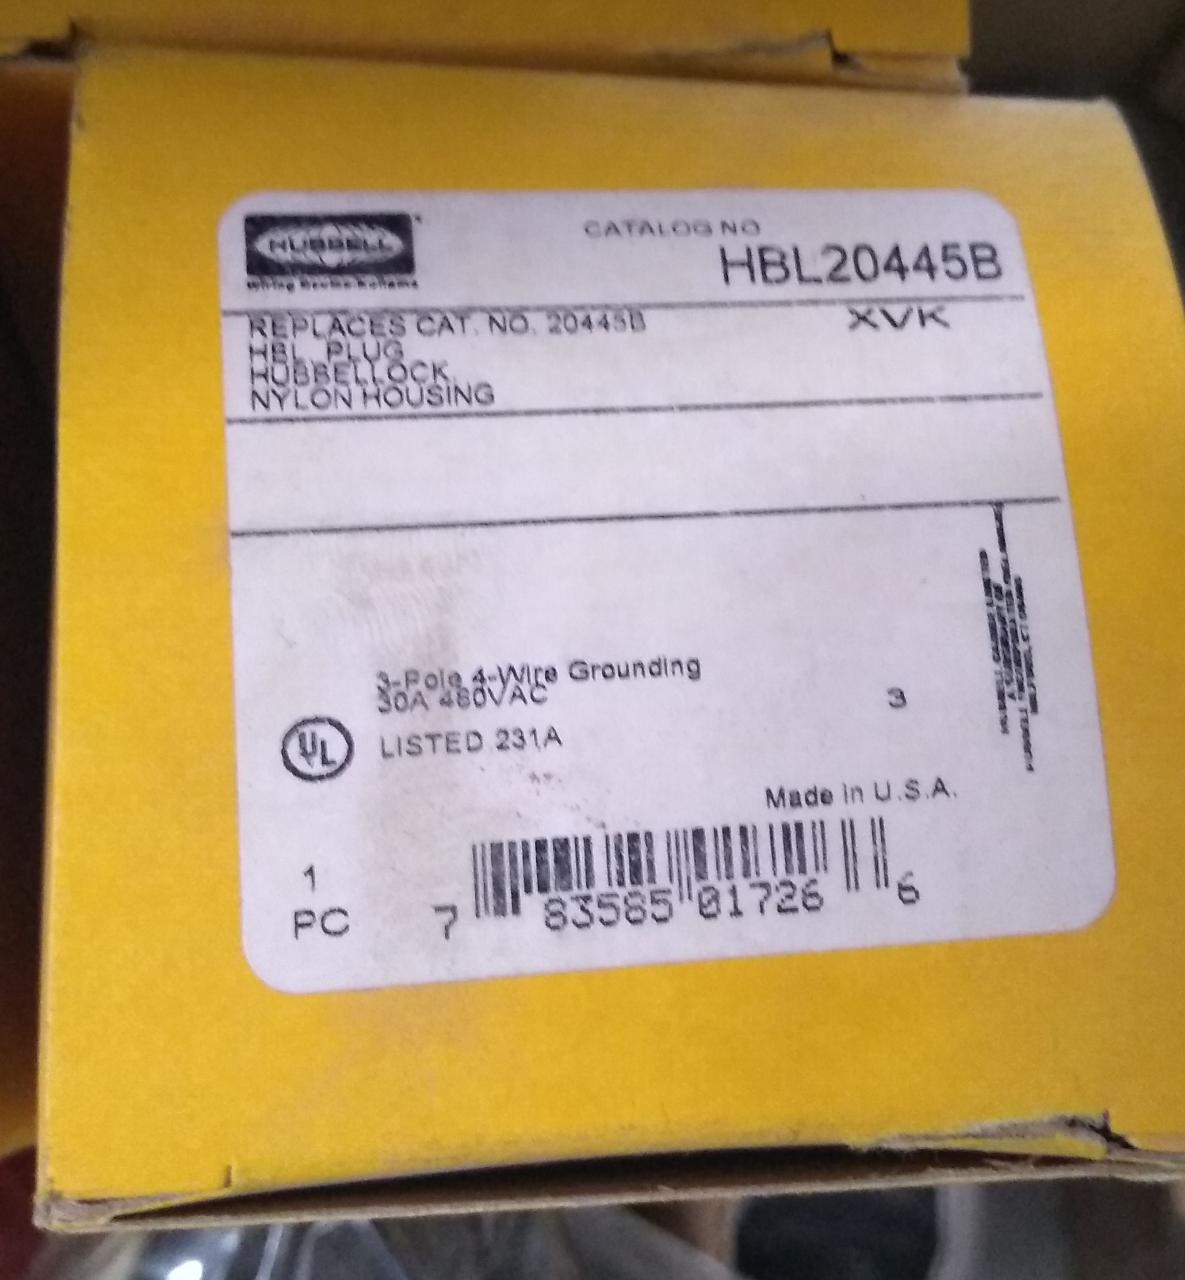 HUBBELL
CATALOG NO
HBL20445B
REPLACES CAT. NO. 20445B
XVK
HBL PLUG
HUBBELLOCK
NYLON HOUSING
3-Pole 4-Wire Grounding
30A 480VAC
3
UL
LISTED 231A
Made in U.S.A.
1
PC
7 83585 01726 6